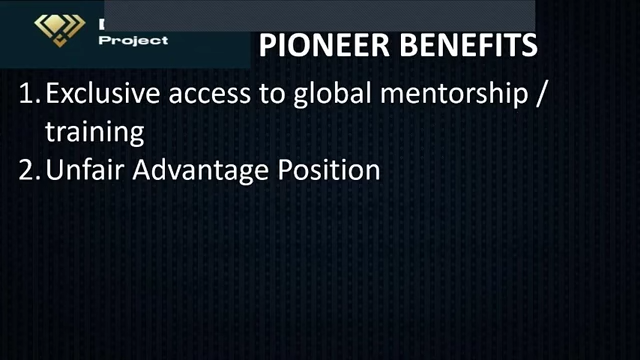 Project
PIONEER BENEFITS
1. Exclusive access to global mentorship /
training
2. Unfair Advantage Position